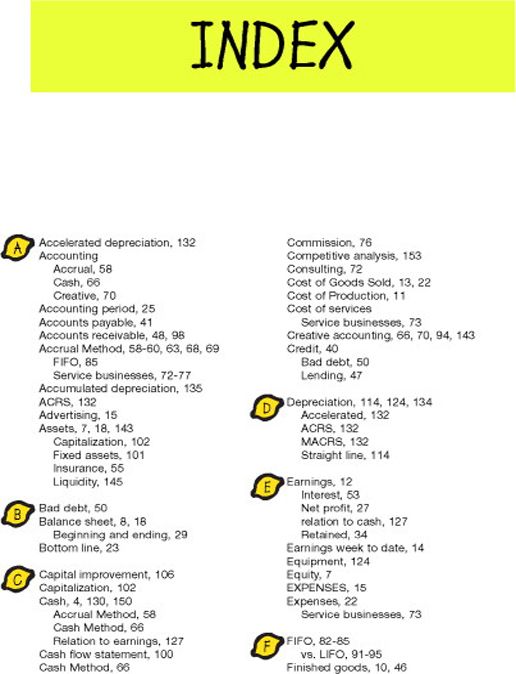 INDEX
A
Accelerated depreciation, 132
Accounting
Accrual, 58
Cash, 66
Creative, 70
Accounting period, 25
Accounts payable, 41
Accounts receivable, 48, 98
Accrual Method, 58-60, 63, 68, 69
FIFO, 85
Service businesses, 72-77
Accumulated depreciation, 135
ACRS, 132
Advertising, 15
Assets, 7, 18, 143
Capitalization, 102
Fixed assets, 101
Insurance, 55
Liquidity, 145
B
Bad debt, 50
Balance sheet, 8, 18
Beginning and ending, 29
Bottom line, 23
C
Capital improvement, 106
Capitalization, 102
Cash, 4, 130, 150
Accrual Method, 58
Cash Method, 66
Relation to earnings, 127
Cash flow statement, 100
Cash Method, 66
Commission, 76
Competitive analysis, 153
Consulting, 72
Cost of Goods Sold, 13, 22
Cost of Production, 11
Cost of services
Service businesses, 73
Creative accounting, 66, 70, 94, 143
Credit, 40
Bad debt, 50
Lending, 47
D
Depreciation, 114, 124, 134
Accelerated, 132
ACRS, 132
MACRS, 132
Straight line, 114
E
Earnings, 12
Interest, 53
Net profit, 27
relation to cash, 127
Retained, 34
Earnings week to date, 14
Equipment, 124
Equity, 7
EXPENSES, 15
Expenses, 22
Service businesses, 73
F
FIFO, 82-85
vs. LIFO, 91-95
Finished goods, 10, 46